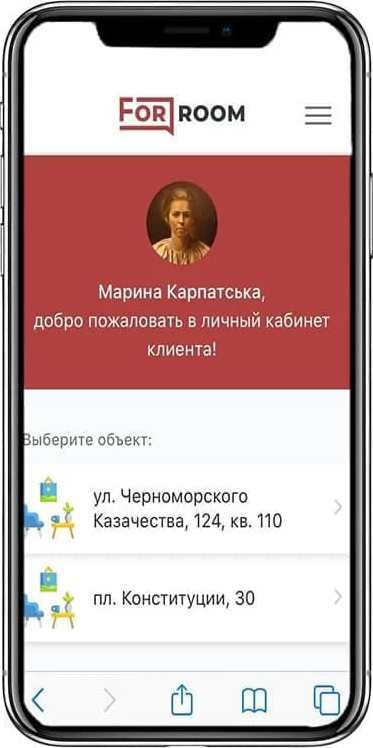 FOR ROOM
Марина Карпатська,
добро пожаловать в личный кабинет
клиента!
Выберите объект:
ул. Черноморского
Казачества, 124, кв. 110
пл. Конституции, 30